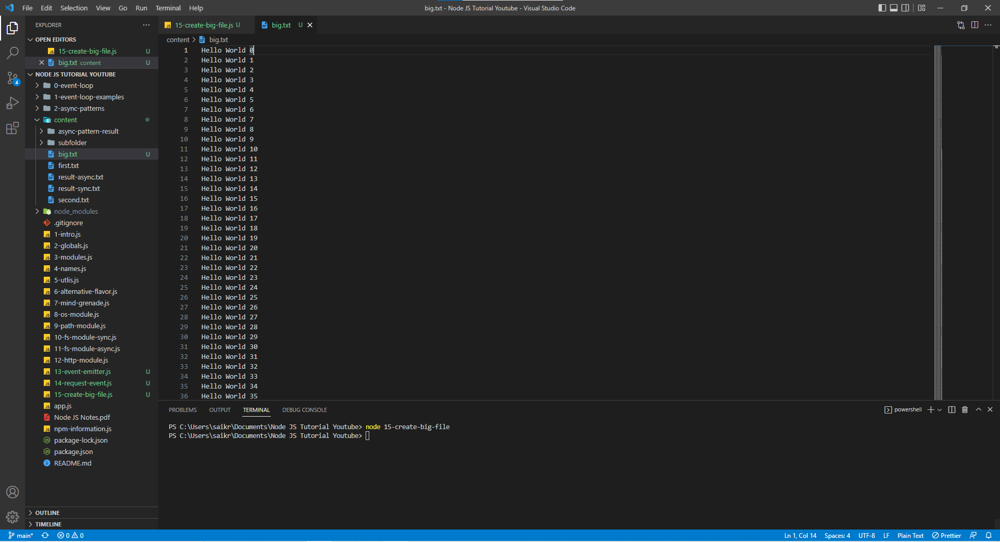 File Edit Selection View Go Run Terminal Help
big.txt - Node JS Tutorial Youtube - Visual Studio Code
EXPLORER
OPEN EDITORS
15-create-big-file.js U
big.txt content U
NODE JS TUTORIAL YOUTUBE
0-event-loop
1-event-loop-examples
2-async-patterns
content
async-pattern-result
subfolder
big.txt U
first.txt
result-async.txt
result-sync.txt
second.txt
node_modules
.gitignore
1-intro.js
2-globals.js
3-modules.js
4-names.js
5-utlis.js
6-alternative-flavor.js
7-mind-grenade.js
8-os-module.js
9-path-module.js
10-fs-module-sync.js
11-fs-module-async.js
12-http-module.js
13-event-emitter.js U
14-request-event.js U
15-create-big-file.js U
app.js
Node JS Notes.pdf
npm-information.js
package-lock.json
package.json
README.md
OUTLINE
TIMELINE
4
15-create-big-file.js U
big.txt U
content > big.txt
1 Hello World 0
2 Hello World 1
3 Hello World 2
4 Hello World 3
5 Hello World 4
6 Hello World 5
7 Hello World 6
8 Hello World 7
9 Hello World 8
10 Hello World 9
11 Hello World 10
12 Hello World 11
13 Hello World 12
14 Hello World 13
15 Hello World 14
16 Hello World 15
17 Hello World 16
18 Hello World 17
19 Hello World 18
20 Hello World 19
21 Hello World 20
22 Hello World 21
23 Hello World 22
24 Hello World 23
25 Hello World 24
26 Hello World 25
27 Hello World 26
28 Hello World 27
29 Hello World 28
30 Hello World 29
31 Hello World 30
32 Hello World 31
33 Hello World 32
34 Hello World 33
35 Hello World 34
36 Hello World 35
PROBLEMS OUTPUT TERMINAL DEBUG CONSOLE
powershell
PS C:\Users\saikr\Documents\Node JS Tutorial Youtube> node 15-create-big-file
PS C:\Users\saikr\Documents\Node JS Tutorial Youtube>
main* 0 0
Ln 1, Col 14 Spaces: 4 UTF-8 LF Plain Text Prettier